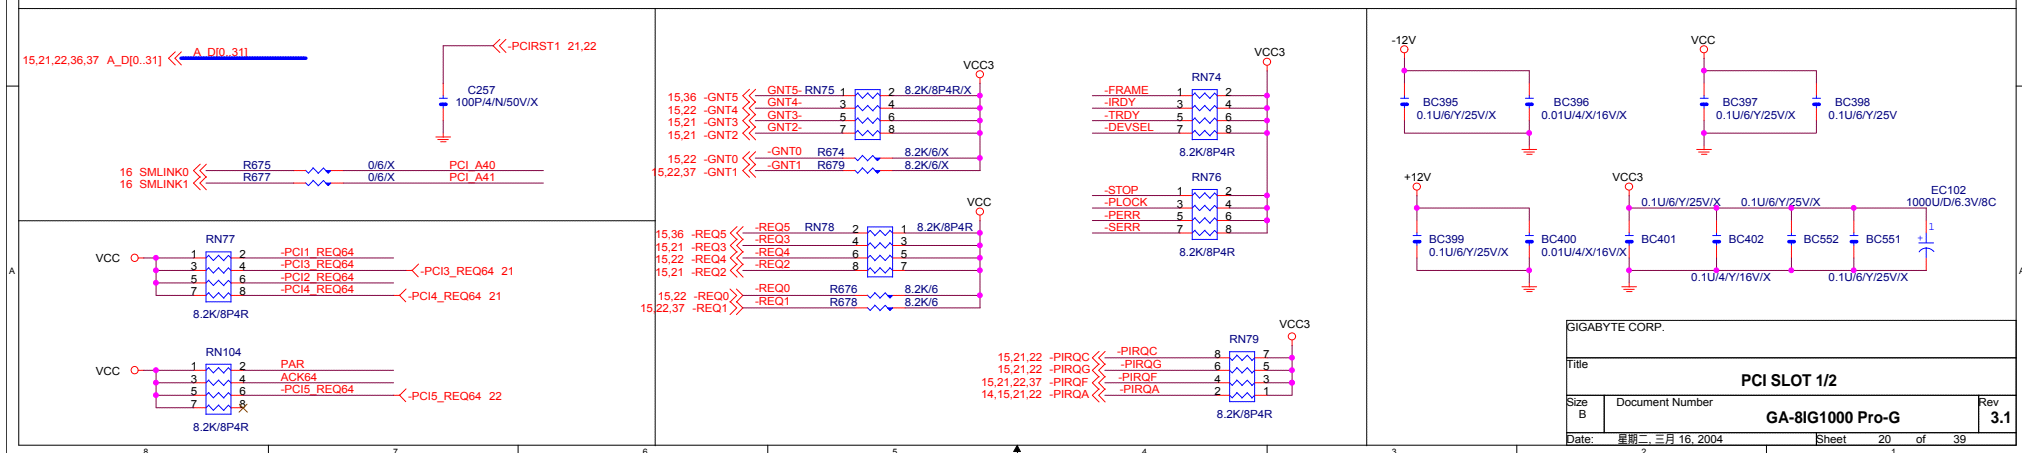 15,21,22,36,37 A_D[0..31]
A_D[0..31]
-PCIRST1 21,22
C257
100P/4/N/50V/X
16 SMLINK0
R675
0/6/X
PCI_A40
16 SMLINK1
R677
0/6/X
PCI_A41
VCC
RN77
1 2 -PCI1_REQ64
3 4 -PCI3_REQ64
-PCI3_REQ64 21
5 6 -PCI2_REQ64
7 8 -PCI4_REQ64
-PCI4_REQ64 21
8.2K/8P4R
VCC
RN104
1 2 PAR
3 4 ACK64
5 6 -PCI5_REQ64
-PCI5_REQ64 22
7 8
8.2K/8P4R
VCC3
15,36 -GNT5 GNT5- RN75 1 2 8.2K/8P4R/X
15,22 -GNT4 GNT4- 3 4
15,21 -GNT3 GNT3- 5 6
15,21 -GNT2 GNT2- 7 8
15,22 -GNT0 -GNT0 R674 8.2K/6/X
15,22,37 -GNT1 -GNT1 R679 8.2K/6/X
VCC
15,36 -REQ5 -REQ5 RN78 2 1 8.2K/8P4R
15,21 -REQ3 -REQ3 4 3
15,22 -REQ4 -REQ4 6 5
15,21 -REQ2 -REQ2 8 7
15,22 -REQ0 -REQ0 R676 8.2K/6
15,22,37 -REQ1 -REQ1 R678 8.2K/6
VCC3
RN74
-FRAME 1 2
-IRDY 3 4
-TRDY 5 6
-DEVSEL 7 8
8.2K/8P4R
RN76
-STOP 1 2
-PLOCK 3 4
-PERR 5 6
-SERR 7 8
8.2K/8P4R
VCC3
RN79
15,21,22 -PIRQC -PIRQC 8 7
15,21,22 -PIRQG -PIRQG 6 5
15,21,22,37 -PIRQF -PIRQF 4 3
14,15,21,22 -PIRQA -PIRQA 2 1
8.2K/8P4R
-12V
BC395
0.1U/6/Y/25V/X
BC396
0.01U/4/X/16V/X
VCC
BC397
0.1U/6/Y/25V/X
BC398
0.1U/6/Y/25V
+12V
BC399
0.1U/6/Y/25V/X
BC400
0.01U/4/X/16V/X
VCC3
0.1U/6/Y/25V/X
0.1U/6/Y/25V/X
EC102
1000U/D/6.3V/8C
1
+
BC401
BC402
BC552
BC551
0.1U/4/Y/16V/X
0.1U/6/Y/25V/X
GIGABYTE CORP.
Title
PCI SLOT 1/2
Size
B
Document Number
GA-8IG1000 Pro-G
Rev
3.1
Date: 星期二, 三月 16, 2004
Sheet 20 of 39
A
A
8 7 6 5 4 3 2 1